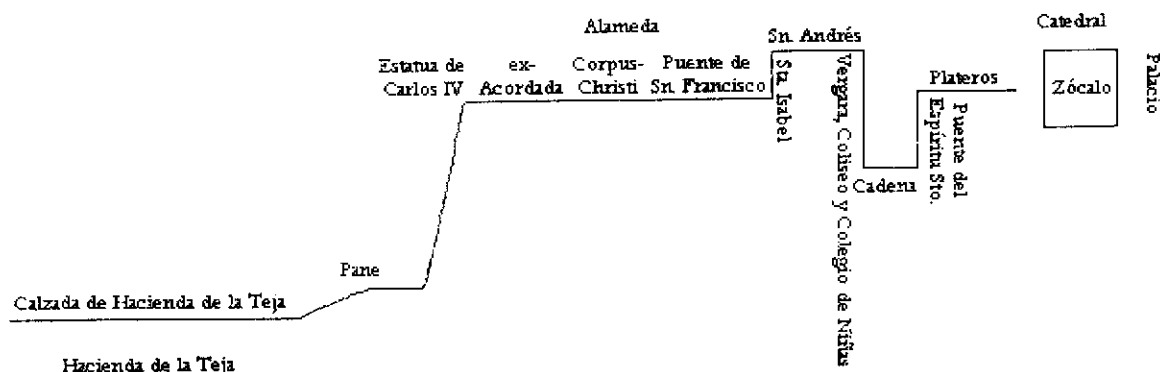 Alameda
Catedral
Sn. Andrés
Estatua de
Carlos IV
ex-
Acordada
Corpus-
Christi
Puente de
Sn. Francisco
Sta. Isabel
Vergara, Coliseo y Colegio de Niñas
Plateros
Zócalo
Palacio
Puente del
Espíritu Sto.
Cadena
Pane
Calzada de Hacienda de la Teja
Hacienda de la Teja